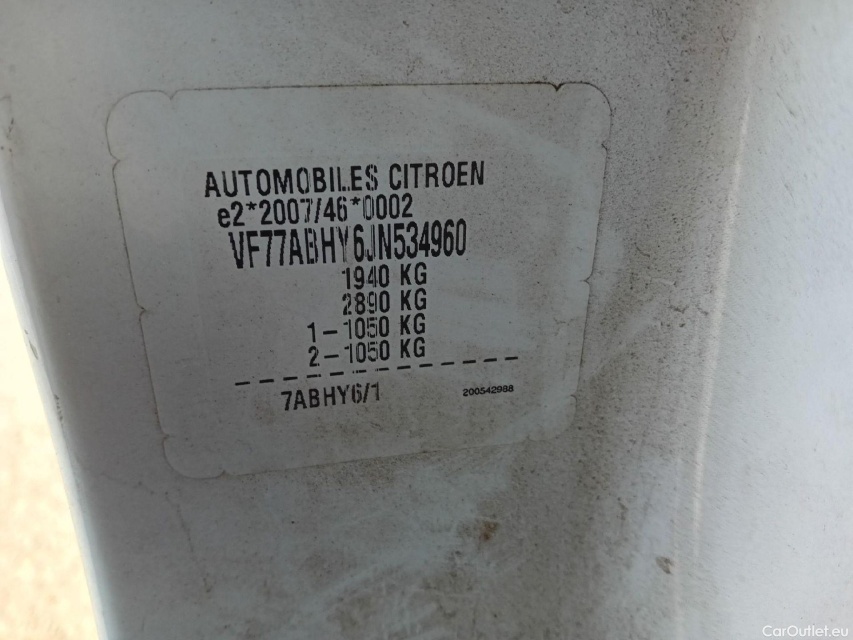 AUTOMOBILES CITROEN
e2*2007/46*0002
VF77ABHY6JN534960
1940 KG
2890 KG
1-1050 KG
2-1050 KG
7ABHY6/1
200542988
CarOutlet.eu